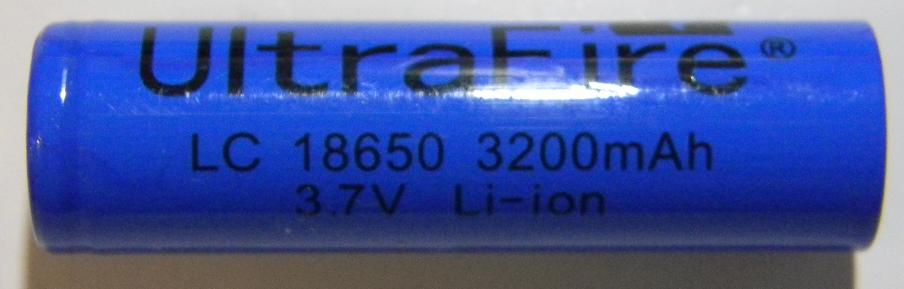 UltraFire®
LC 18650 3200mAh
3.7V Li-ion